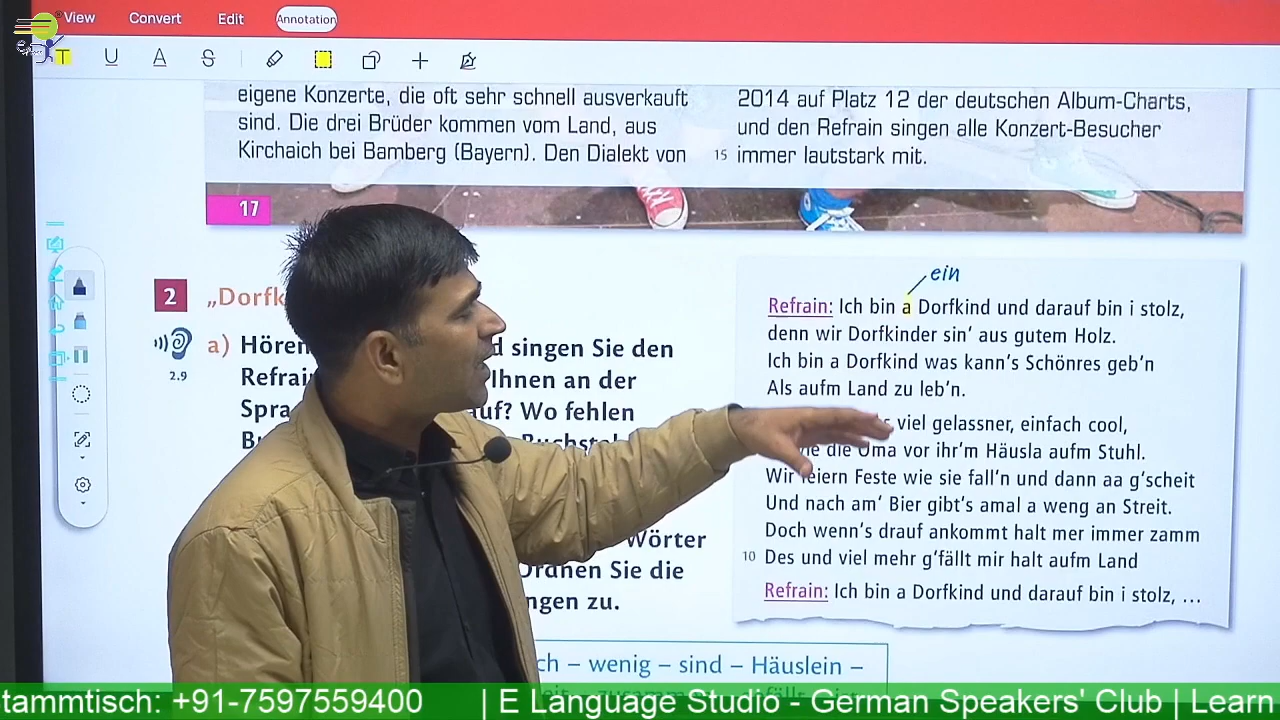 View Convert Edit Annotation
T U A S
eigene Konzerte, die oft sehr schnell ausverkauft
sind. Die drei Brüder kommen vom Land, aus
Kirchaich bei Bamberg (Bayern). Den Dialekt von
2014 auf Platz 12 der deutschen Album-Charts,
und den Refrain singen alle Konzert-Besucher
15 immer lautstark mit.
17
2 „Dorfk
a) Hören d singen Sie den
2.9
Refrai Ihnen an der
Spra auf? Wo fehlen
Wörter
Ordnen Sie die
ngen zu.
ch – wenig – sind – Häuslein –
ein
Refrain: Ich bin a Dorfkind und darauf bin i stolz,
denn wir Dorfkinder sin' aus gutem Holz.
Ich bin a Dorfkind was kann's Schönres geb'n
Als aufm Land zu leb'n.
viel gelassner, einfach cool,
die Oma vor ihr'm Häusla aufm Stuhl.
Wir feiern Feste wie sie fall'n und dann aa g'scheit
Und nach am' Bier gibt's amal a weng an Streit.
Doch wenn's drauf ankommt halt mer immer zamm
10 Des und viel mehr g'fällt mir halt aufm Land
Refrain: Ich bin a Dorfkind und darauf bin i stolz, ...
tammtisch: +91-7597559400 | E Language Studio - German Speakers' Club | Learn